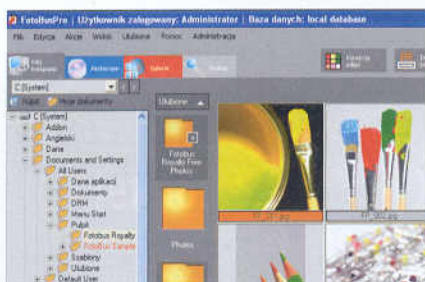 FotoBusPro | Użytkownik zalogowany: Administrator | Baza danych: local database
Plik Edycja Akcje Widok Ulubione Pomoc Administracja
C [System]
Pulpit Moje dokumenty
Ulubione
C [System]
Addon
Angielski
Dane
Documents and Settings
All Users
Dane aplikacji
Dokumenty
DRM
Menu Start
Pulpit
Fotobus Royalty
FotoBus Sample
Szablony
Ulubione
Default User
Fotobus
Royalty Free
Photos
Photos